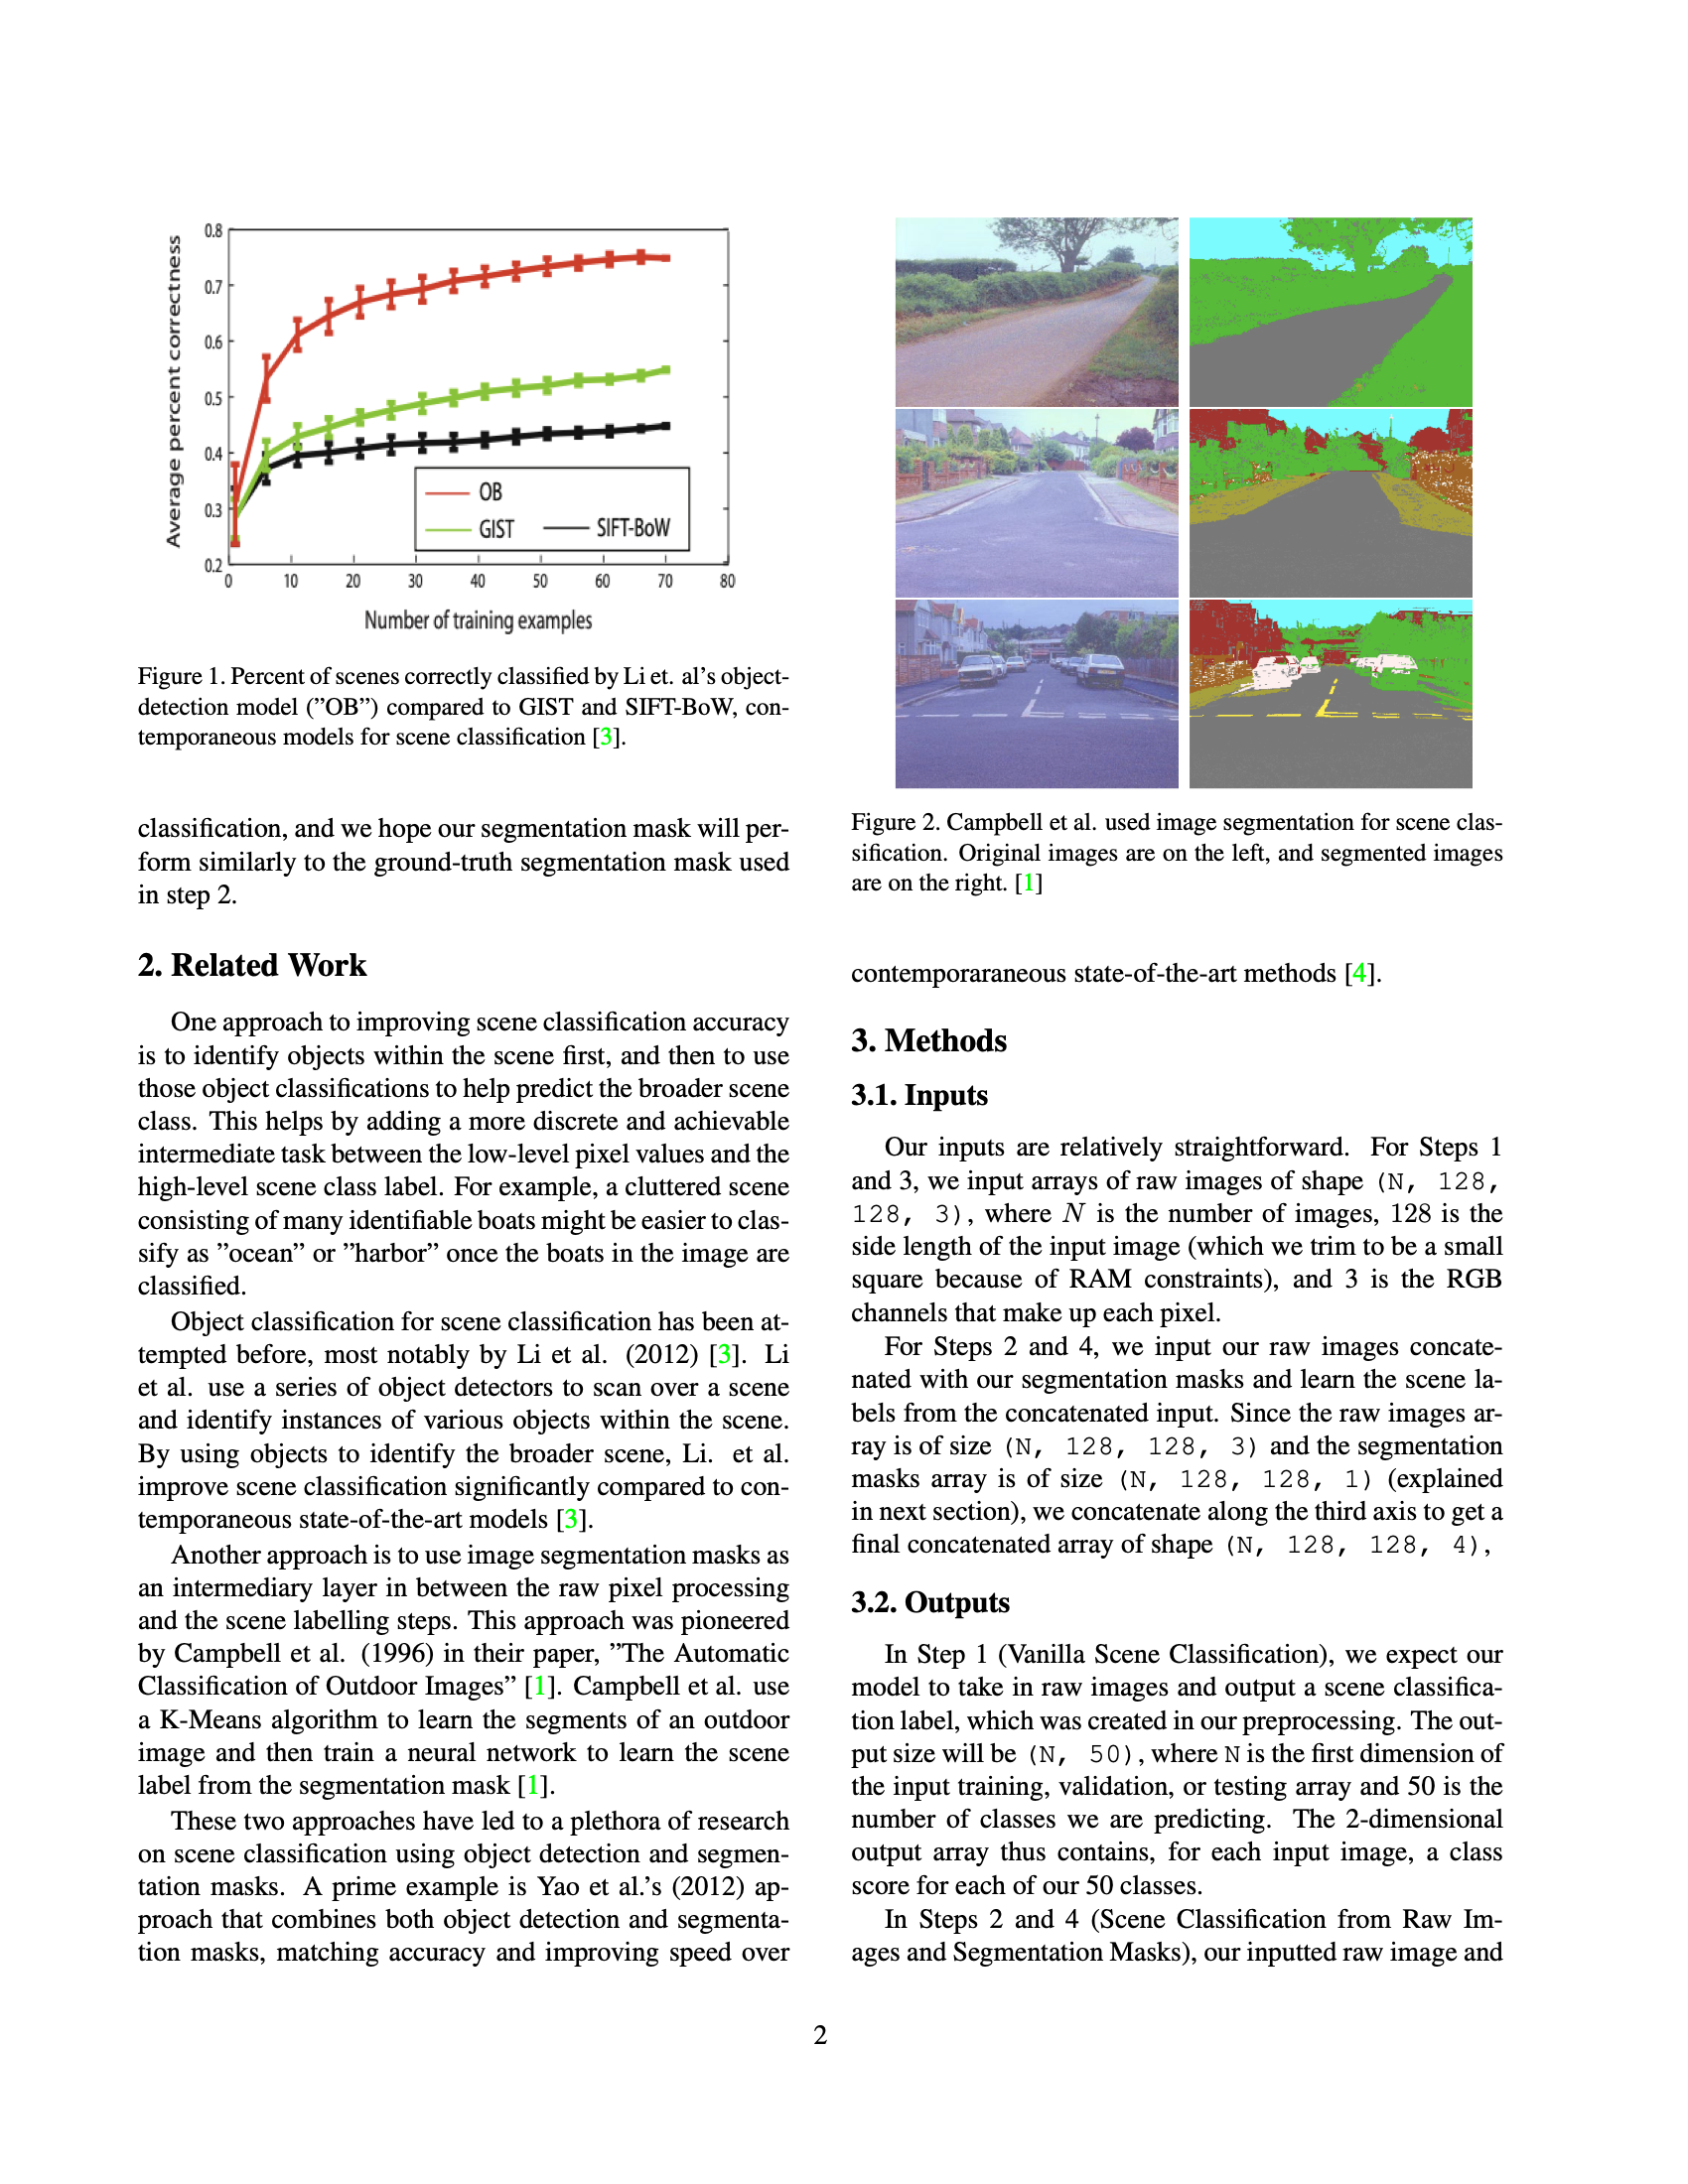 Average percent correctness
0.8
0.7
0.6
0.5
0.4
0.3
0.2
0 10 20 30 40 50 60 70 80
OB
GIST SIFT-BoW
Number of training examples
Figure 1. Percent of scenes correctly classified by Li et. al's object-
detection model (”OB”) compared to GIST and SIFT-BoW, con-
temporaneous models for scene classification [3].
classification, and we hope our segmentation mask will per-
form similarly to the ground-truth segmentation mask used
in step 2.
2. Related Work
One approach to improving scene classification accuracy
is to identify objects within the scene first, and then to use
those object classifications to help predict the broader scene
class. This helps by adding a more discrete and achievable
intermediate task between the low-level pixel values and the
high-level scene class label. For example, a cluttered scene
consisting of many identifiable boats might be easier to clas-
sify as ”ocean” or ”harbor” once the boats in the image are
classified.
Object classification for scene classification has been at-
tempted before, most notably by Li et al. (2012) [3]. Li
et al. use a series of object detectors to scan over a scene
and identify instances of various objects within the scene.
By using objects to identify the broader scene, Li. et al.
improve scene classification significantly compared to con-
temporaneous state-of-the-art models [3].
Another approach is to use image segmentation masks as
an intermediary layer in between the raw pixel processing
and the scene labelling steps. This approach was pioneered
by Campbell et al. (1996) in their paper, ”The Automatic
Classification of Outdoor Images” [1]. Campbell et al. use
a K-Means algorithm to learn the segments of an outdoor
image and then train a neural network to learn the scene
label from the segmentation mask [1].
These two approaches have led to a plethora of research
on scene classification using object detection and segmen-
tation masks. A prime example is Yao et al.'s (2012) ap-
proach that combines both object detection and segmenta-
tion masks, matching accuracy and improving speed over
Figure 2. Campbell et al. used image segmentation for scene clas-
sification. Original images are on the left, and segmented images
are on the right. [1]
contemporaraneous state-of-the-art methods [4].
3. Methods
3.1. Inputs
Our inputs are relatively straightforward. For Steps 1
and 3, we input arrays of raw images of shape (N, 128,
128, 3), where N is the number of images, 128 is the
side length of the input image (which we trim to be a small
square because of RAM constraints), and 3 is the RGB
channels that make up each pixel.
For Steps 2 and 4, we input our raw images concate-
nated with our segmentation masks and learn the scene la-
bels from the concatenated input. Since the raw images ar-
ray is of size (N, 128, 128, 3) and the segmentation
masks array is of size (N, 128, 128, 1) (explained
in next section), we concatenate along the third axis to get a
final concatenated array of shape (N, 128, 128, 4),
3.2. Outputs
In Step 1 (Vanilla Scene Classification), we expect our
model to take in raw images and output a scene classifica-
tion label, which was created in our preprocessing. The out-
put size will be (N, 50), where N is the first dimension of
the input training, validation, or testing array and 50 is the
number of classes we are predicting. The 2-dimensional
output array thus contains, for each input image, a class
score for each of our 50 classes.
In Steps 2 and 4 (Scene Classification from Raw Im-
ages and Segmentation Masks), our inputted raw image and
2